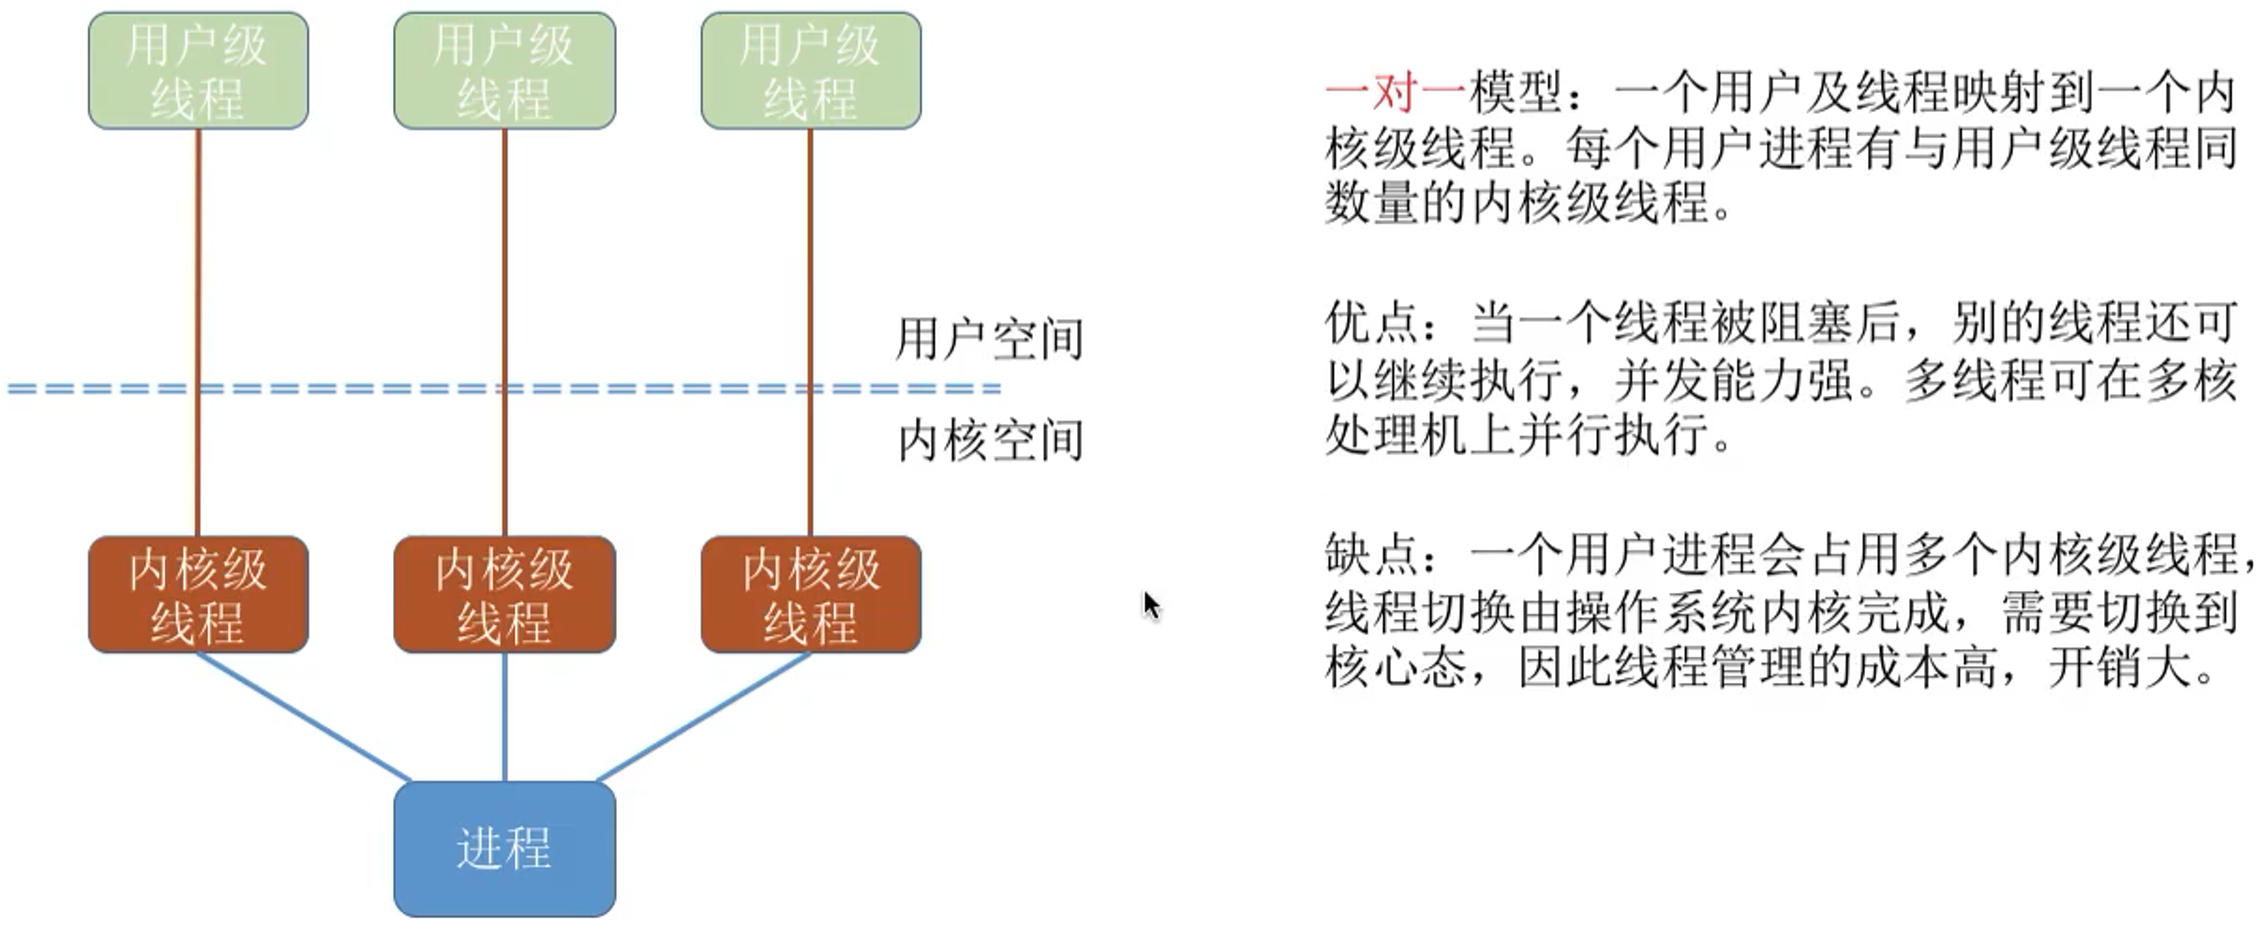 用户级
线程
用户级
线程
用户级
线程
用户空间
内核空间
内核级
线程
内核级
线程
内核级
线程
进程
一对一模型：一个用户及线程映射到一个内
核级线程。每个用户进程有与用户级线程同
数量的内核级线程。
优点：当一个线程被阻塞后，别的线程还可
以继续执行，并发能力强。多线程可在多核
处理机上并行执行。
缺点：一个用户进程会占用多个内核级线程，
线程切换由操作系统内核完成，需要切换到
核心态，因此线程管理的成本高，开销大。